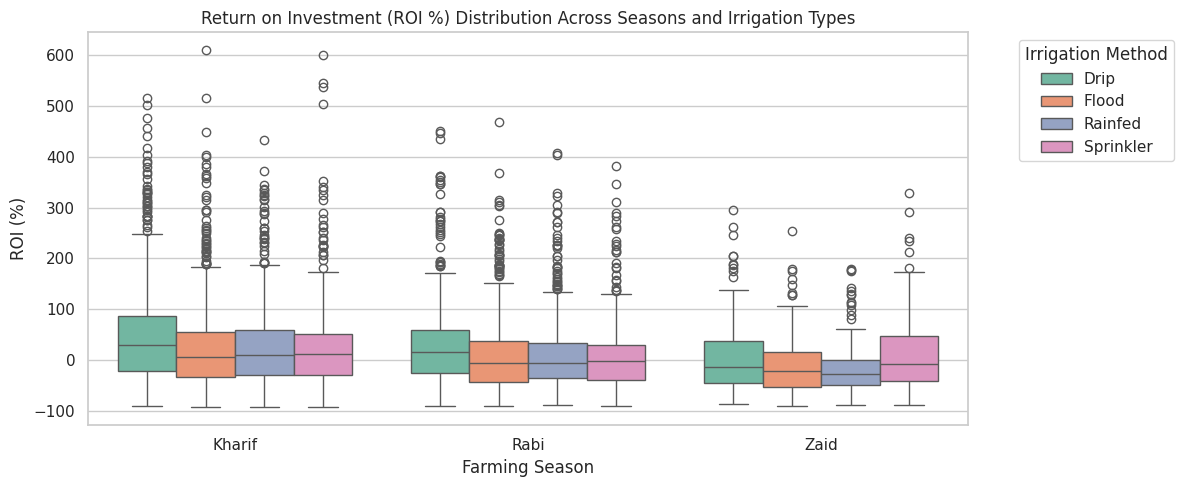 Return on Investment (ROI %) Distribution Across Seasons and Irrigation Types
Irrigation Method
Drip
Flood
Rainfed
Sprinkler
ROI (%)
600
500
400
300
200
100
0
−100
Kharif
Rabi
Zaid
Farming Season